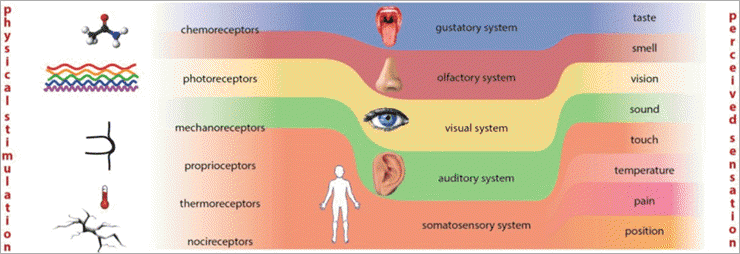 physical stimulation
chemoreceptors
photoreceptors
mechanoreceptors
proprioceptors
thermoreceptors
nocireceptors
gustatory system
olfactory system
visual system
auditory system
somatosensory system
taste
smell
vision
sound
touch
temperature
pain
position
perceived sensation